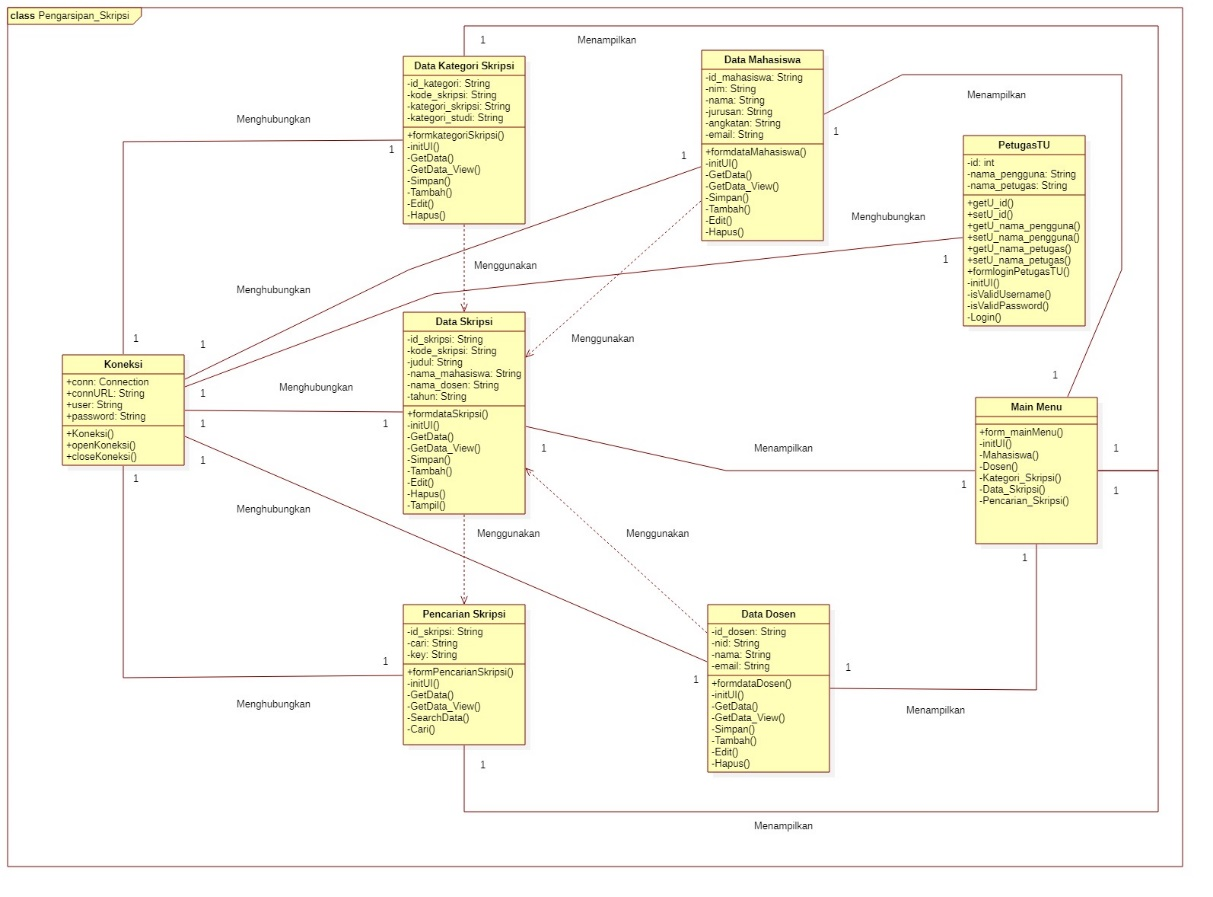 class Pengarsipan_Skripsi
1
Menampilkan
Data Kategori Skripsi
-id_kategori: String
-kode_skripsi: String
-kategori_skripsi: String
-kategori_studi: String
+formkategoriSkripsi()
-initUI()
-GetData()
-GetData_View()
-Simpan()
-Tambah()
-Edit()
-Hapus()
Menghubungkan
1
Data Mahasiswa
-id_mahasiswa: String
-nim: String
-nama: String
-jurusan: String
-angkatan: String
-email: String
+formdataMahasiswa()
-initUI()
-GetData()
-GetData_View()
-Simpan()
-Tambah()
-Edit()
-Hapus()
1
1
Menampilkan
PetugasTU
-id: int
-nama_pengguna: String
-nama_petugas: String
+getU_id()
+setU_id()
+getU_nama_pengguna()
+setU_nama_pengguna()
+getU_nama_petugas()
+setU_nama_petugas()
+formloginPetugasTU()
-initUI()
-isValidUsername()
-isValidPassword()
-Login()
Menghubungkan
1
Menggunakan
Menghubungkan
Menggunakan
Data Skripsi
-id_skripsi: String
-kode_skripsi: String
-judul: String
-nama_mahasiswa: String
-nama_dosen: String
-tahun: String
+formdataSkripsi()
-initUI()
-GetData()
-GetData_View()
-Simpan()
-Tambah()
-Edit()
-Hapus()
-Tampil()
1
1
Koneksi
+conn: Connection
+connURL: String
+user: String
+password: String
+Koneksi()
+openKoneksi()
+closeKoneksi()
Menghubungkan
1
1
1
1
1
1
Menampilkan
1
1
Main Menu
+form_mainMenu()
-initUI()
-Mahasiswa()
-Dosen()
-Kategori_Skripsi()
-Data_Skripsi()
-Pencarian_Skripsi()
1
1
1
Menghubungkan
Menggunakan
Menggunakan
Pencarian Skripsi
-id_skripsi: String
-cari: String
-key: String
+formPencarianSkripsi()
-initUI()
-GetData()
-GetData_View()
-SearchData()
-Cari()
1
Menghubungkan
1
Data Dosen
-id_dosen: String
-nid: String
-nama: String
-email: String
+formdataDosen()
-initUI()
-GetData()
-GetData_View()
-Simpan()
-Tambah()
-Edit()
-Hapus()
1
1
Menampilkan
Menampilkan